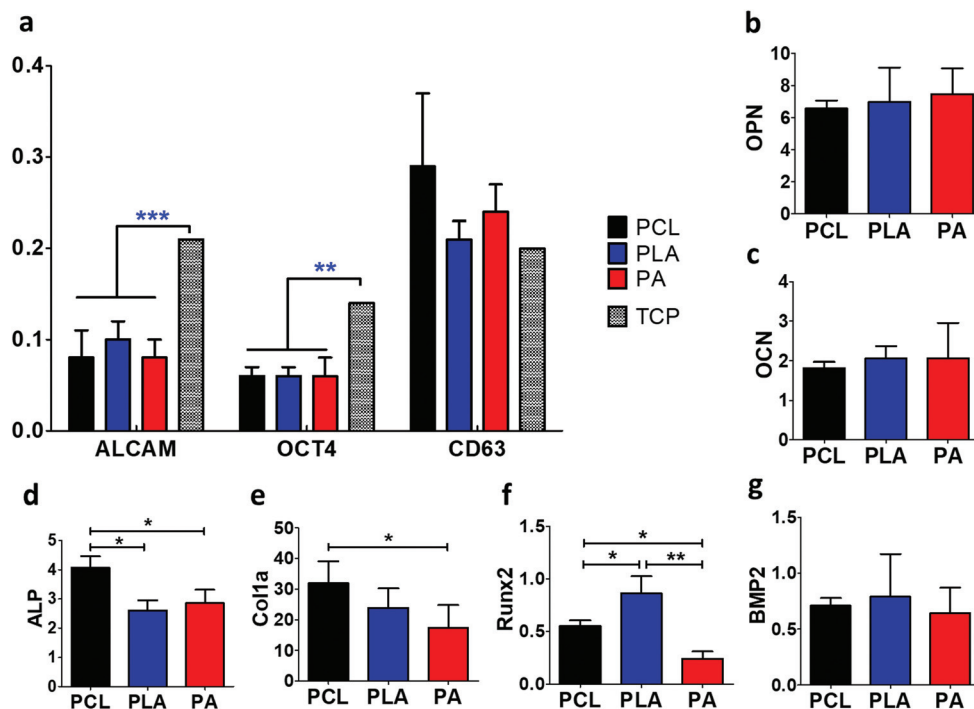 a
0.4
0.3
0.2
0.1
0.0
***
**
ALCAM
OCT4
CD63
PCL
PLA
PA
TCP
b
OPN
10
8
6
4
2
0
PCL
PLA
PA
c
OCN
4
3
2
1
0
PCL
PLA
PA
d
ALP
5
4
3
2
1
0
*
*
PCL
PLA
PA
e
Col1a
50
40
30
20
10
0
*
PCL
PLA
PA
f
Runx2
1.5
1.0
0.5
0.0
*
*
**
PCL
PLA
PA
g
BMP2
1.5
1.0
0.5
0.0
PCL
PLA
PA